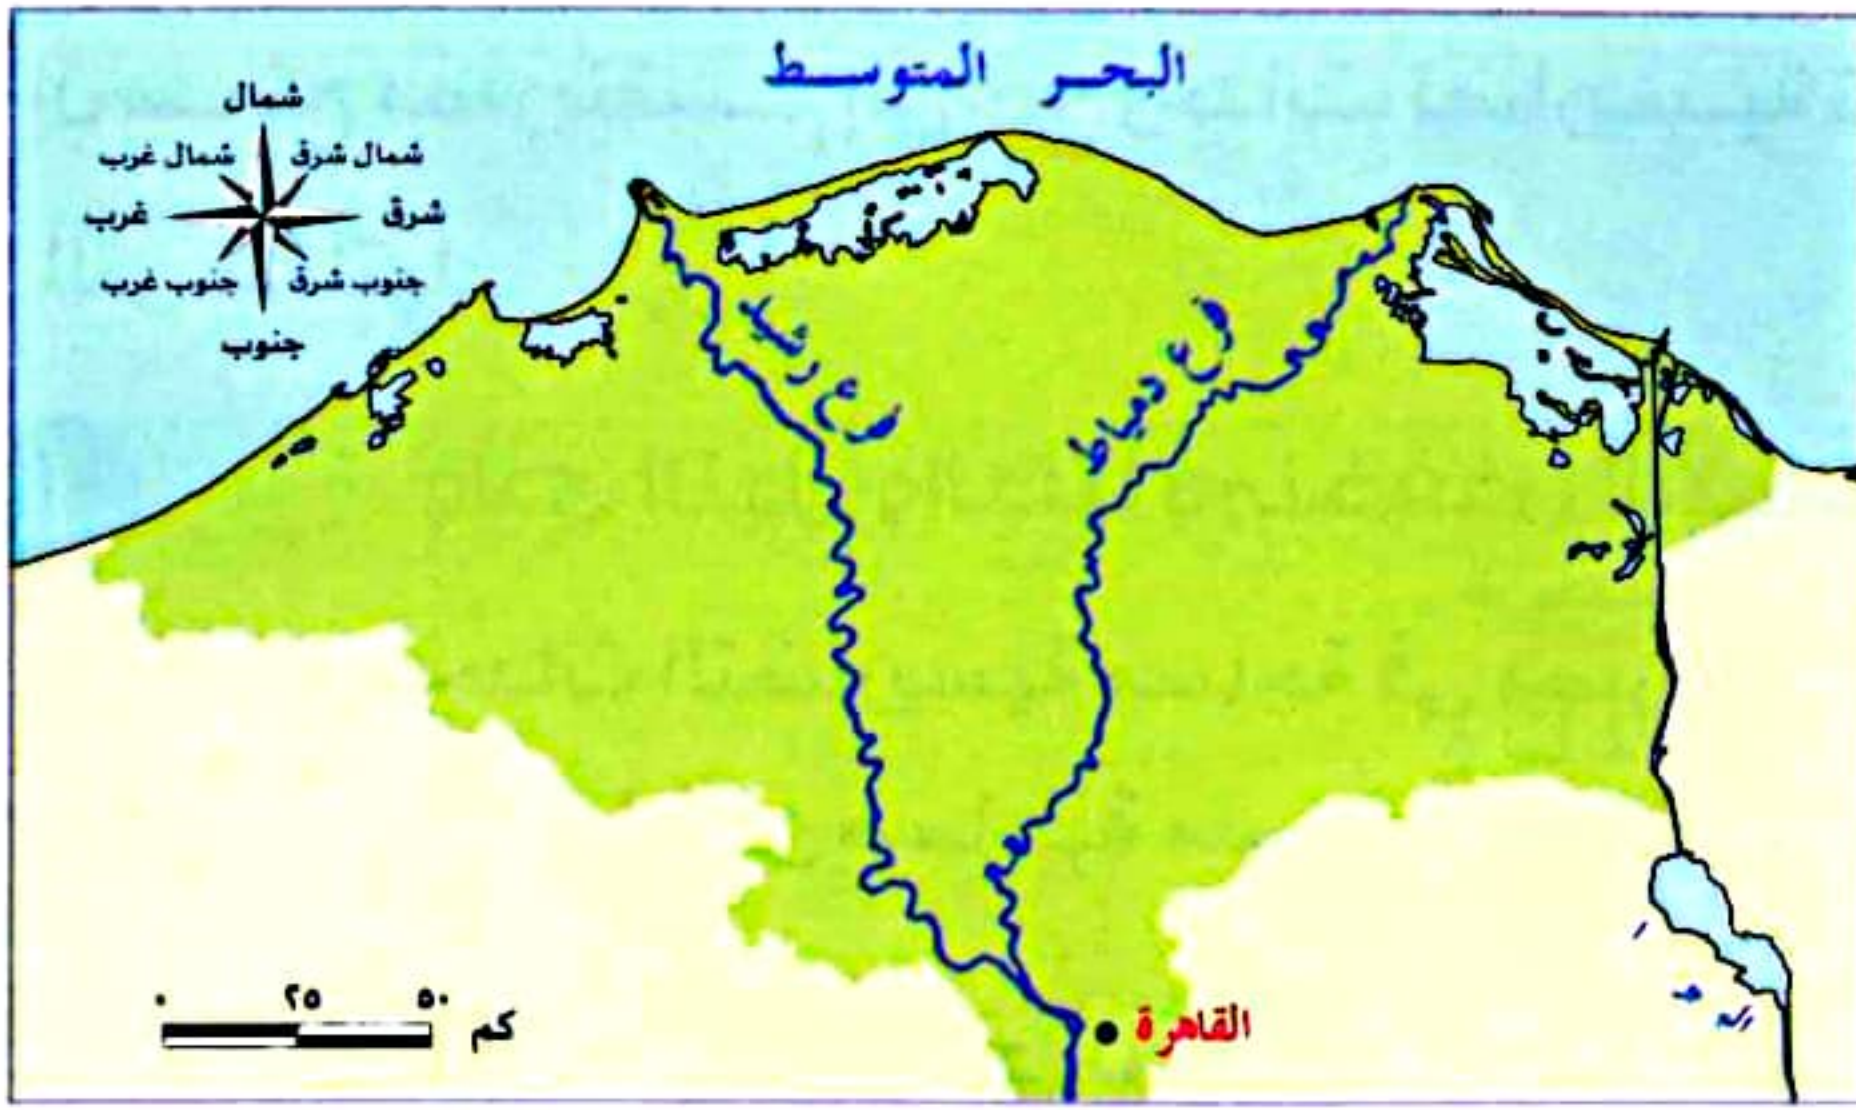 البحر المتوسط
شمال
شمال شرق
شمال غرب
شرق
غرب
جنوب شرق
جنوب غرب
جنوب
فرع رشيد
فرع دمياط
القاهرة
٠ ٢٥ ٥٠ كم